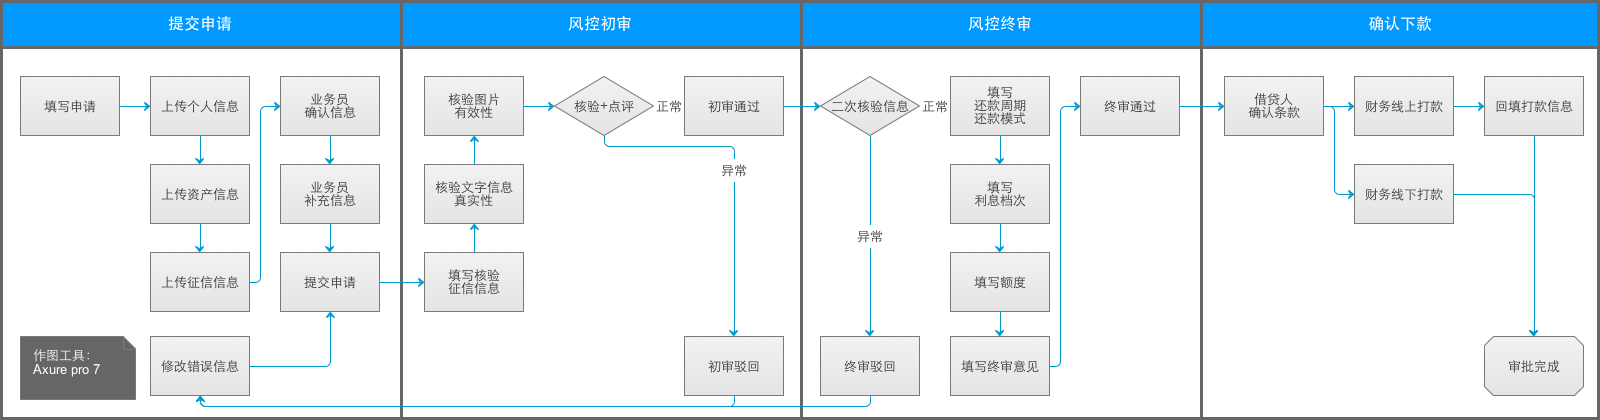 提交申请
风控初审
风控终审
确认下款
填写申请
上传个人信息
上传资产信息
上传征信信息
业务员
确认信息
业务员
补充信息
提交申请
修改错误信息
作图工具：
Axure pro 7
填写核验
征信信息
核验文字信息
真实性
核验图片
有效性
核验+点评
正常
初审通过
异常
初审驳回
二次核验信息
正常
异常
终审驳回
填写
还款周期
还款模式
填写
利息档次
填写额度
填写终审意见
终审通过
借贷人
确认条款
财务线上打款
财务线下打款
回填打款信息
审批完成